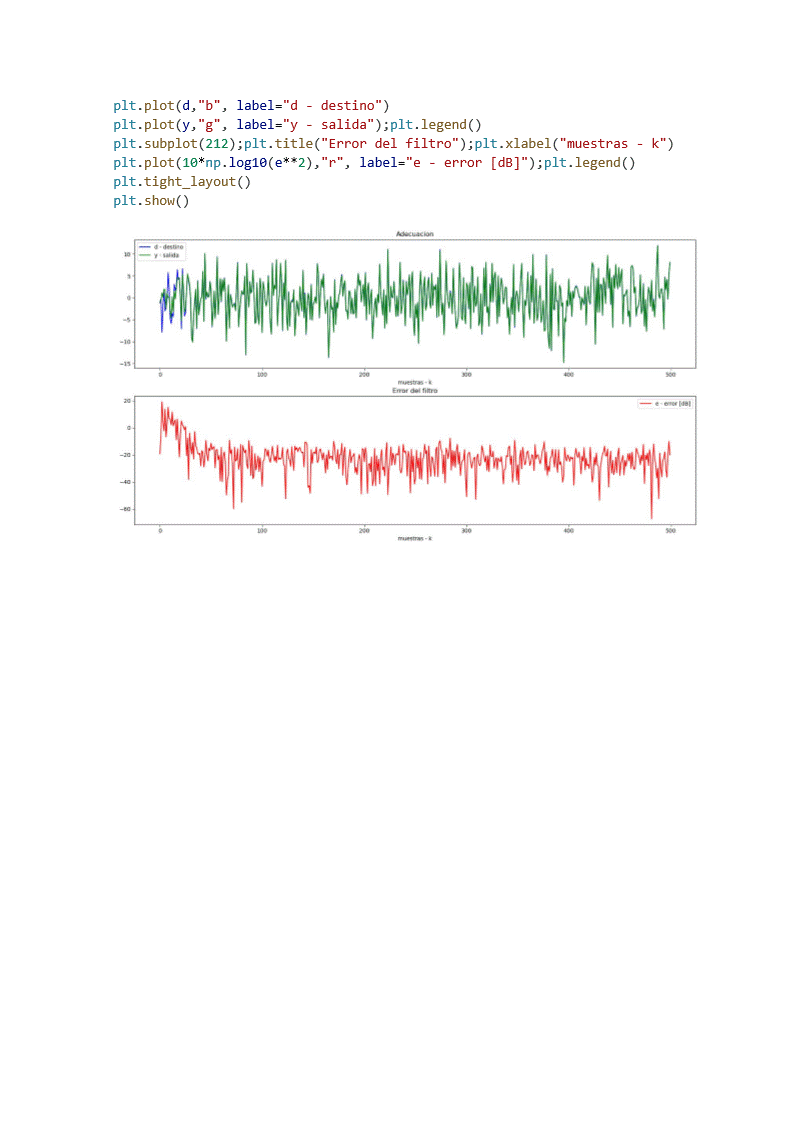 plt.plot(d,"b", label="d - destino")
plt.plot(y,"g", label="y - salida");plt.legend()
plt.subplot(212);plt.title("Error del filtro");plt.xlabel("muestras - k")
plt.plot(10*np.log10(e**2),"r", label="e - error [dB]");plt.legend()
plt.tight_layout()
plt.show()
Adecuacion
d - destino
y - salida
10
5
0
−5
−10
−15
0 100 200 300 400 500
muestras - k
Error del filtro
e - error [dB]
20
0
−20
−40
−60
0 100 200 300 400 500
muestras - k